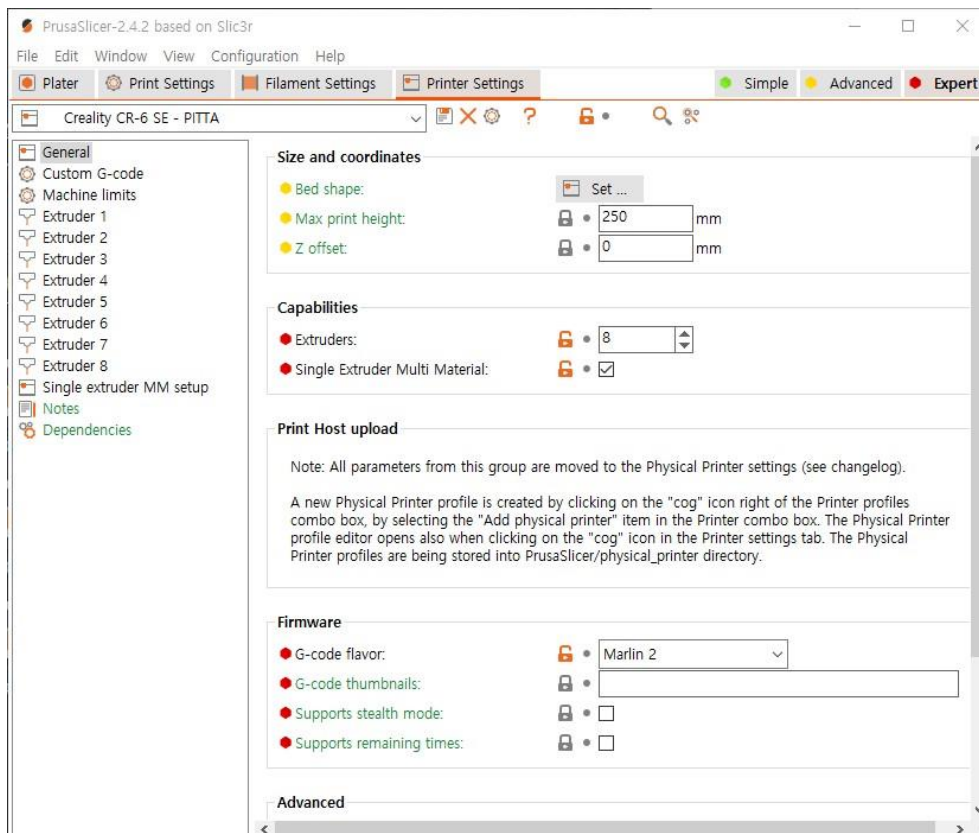 PrusaSlicer-2.4.2 based on Slic3r
File Edit Window View Configuration Help
Plater Print Settings Filament Settings Printer Settings Simple Advanced Expert
Creality CR-6 SE - PITTA ?
General
Custom G-code
Machine limits
Extruder 1
Extruder 2
Extruder 3
Extruder 4
Extruder 5
Extruder 6
Extruder 7
Extruder 8
Single extruder MM setup
Notes
Dependencies
Size and coordinates
Bed shape: Set ...
Max print height: 250 mm
Z offset: 0 mm
Capabilities
Extruders: 8
Single Extruder Multi Material:
Print Host upload
Note: All parameters from this group are moved to the Physical Printer settings (see changelog).
A new Physical Printer profile is created by clicking on the "cog" icon right of the Printer profiles
combo box, by selecting the "Add physical printer" item in the Printer combo box. The Physical Printer
profile editor opens also when clicking on the "cog" icon in the Printer settings tab. The Physical
Printer profiles are being stored into PrusaSlicer/physical_printer directory.
Firmware
G-code flavor: Marlin 2
G-code thumbnails:
Supports stealth mode:
Supports remaining times:
Advanced